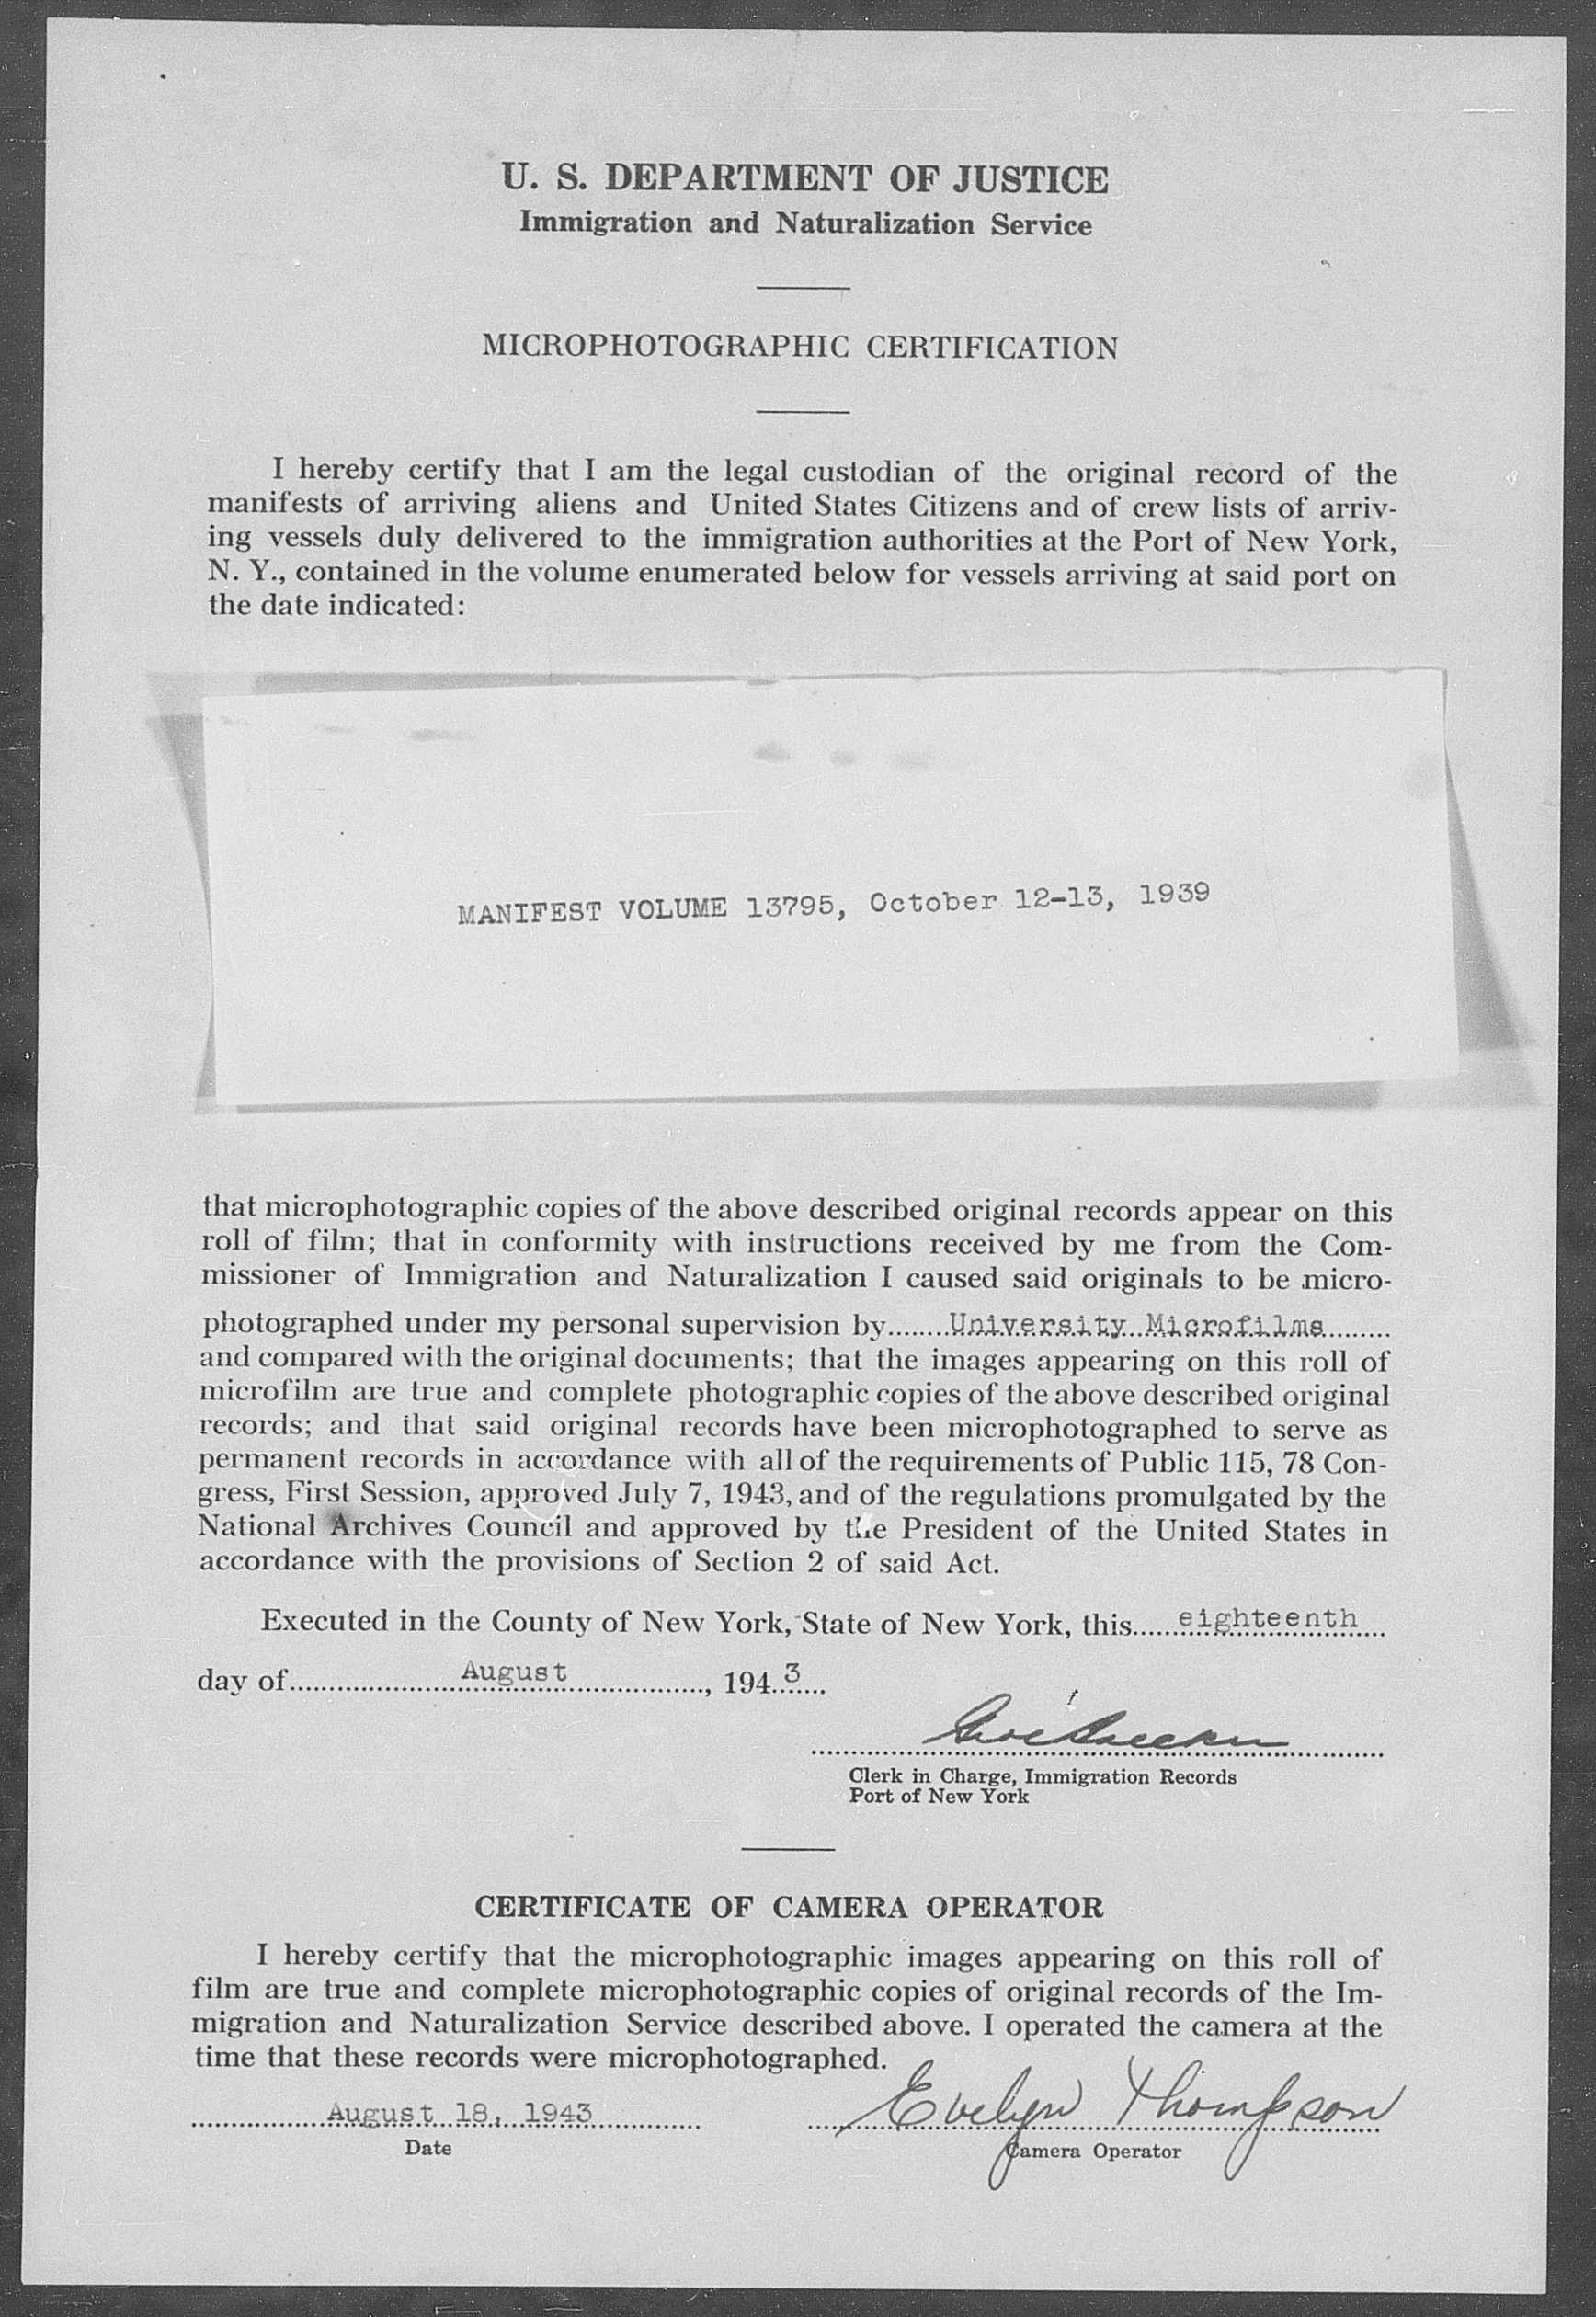 U. S. DEPARTMENT OF JUSTICE
Immigration and Naturalization Service
MICROPHOTOGRAPHIC CERTIFICATION
I hereby certify that I am the legal custodian of the original record of the
manifests of arriving aliens and United States Citizens and of crew lists of arriv-
ing vessels duly delivered to the immigration authorities at the Port of New York,
N. Y., contained in the volume enumerated below for vessels arriving at said port on
the date indicated:
MANIFEST VOLUME 13795, October 12-13, 1939
that microphotographic copies of the above described original records appear on this
roll of film; that in conformity with instructions received by me from the Com-
missioner of Immigration and Naturalization I caused said originals to be micro-
photographed under my personal supervision by........University Microfilms.........
and compared with the original documents; that the images appearing on this roll of
microfilm are true and complete photographic copies of the above described original
records; and that said original records have been microphotographed to serve as
permanent records in accordance with all of the requirements of Public 115, 78 Con-
gress, First Session, approved July 7, 1943, and of the regulations promulgated by the
National Archives Council and approved by the President of the United States in
accordance with the provisions of Section 2 of said Act.
Executed in the County of New York, State of New York, this......eighteenth....
day of......................August...................., 194..3....
Clerk in Charge, Immigration Records
Port of New York
CERTIFICATE OF CAMERA OPERATOR
I hereby certify that the microphotographic images appearing on this roll of
film are true and complete microphotographic copies of original records of the Im-
migration and Naturalization Service described above. I operated the camera at the
time that these records were microphotographed.
August 18, 1943 Evelyn Thompson
Date Camera Operator